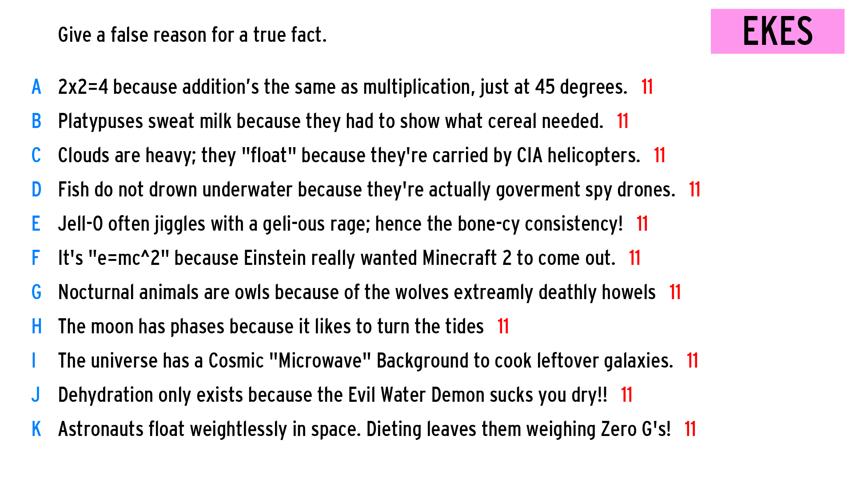 Give a false reason for a true fact.
EKES
A 2x2=4 because addition's the same as multiplication, just at 45 degrees. 11
B Platypuses sweat milk because they had to show what cereal needed. 11
C Clouds are heavy; they "float" because they're carried by CIA helicopters. 11
D Fish do not drown underwater because they're actually goverment spy drones. 11
E Jell-O often jiggles with a geli-ous rage; hence the bone-cy consistency! 11
F It's "e=mc^2" because Einstein really wanted Minecraft 2 to come out. 11
G Nocturnal animals are owls because of the wolves extreamly deathly howels 11
H The moon has phases because it likes to turn the tides 11
I The universe has a Cosmic "Microwave" Background to cook leftover galaxies. 11
J Dehydration only exists because the Evil Water Demon sucks you dry!! 11
K Astronauts float weightlessly in space. Dieting leaves them weighing Zero G's! 11